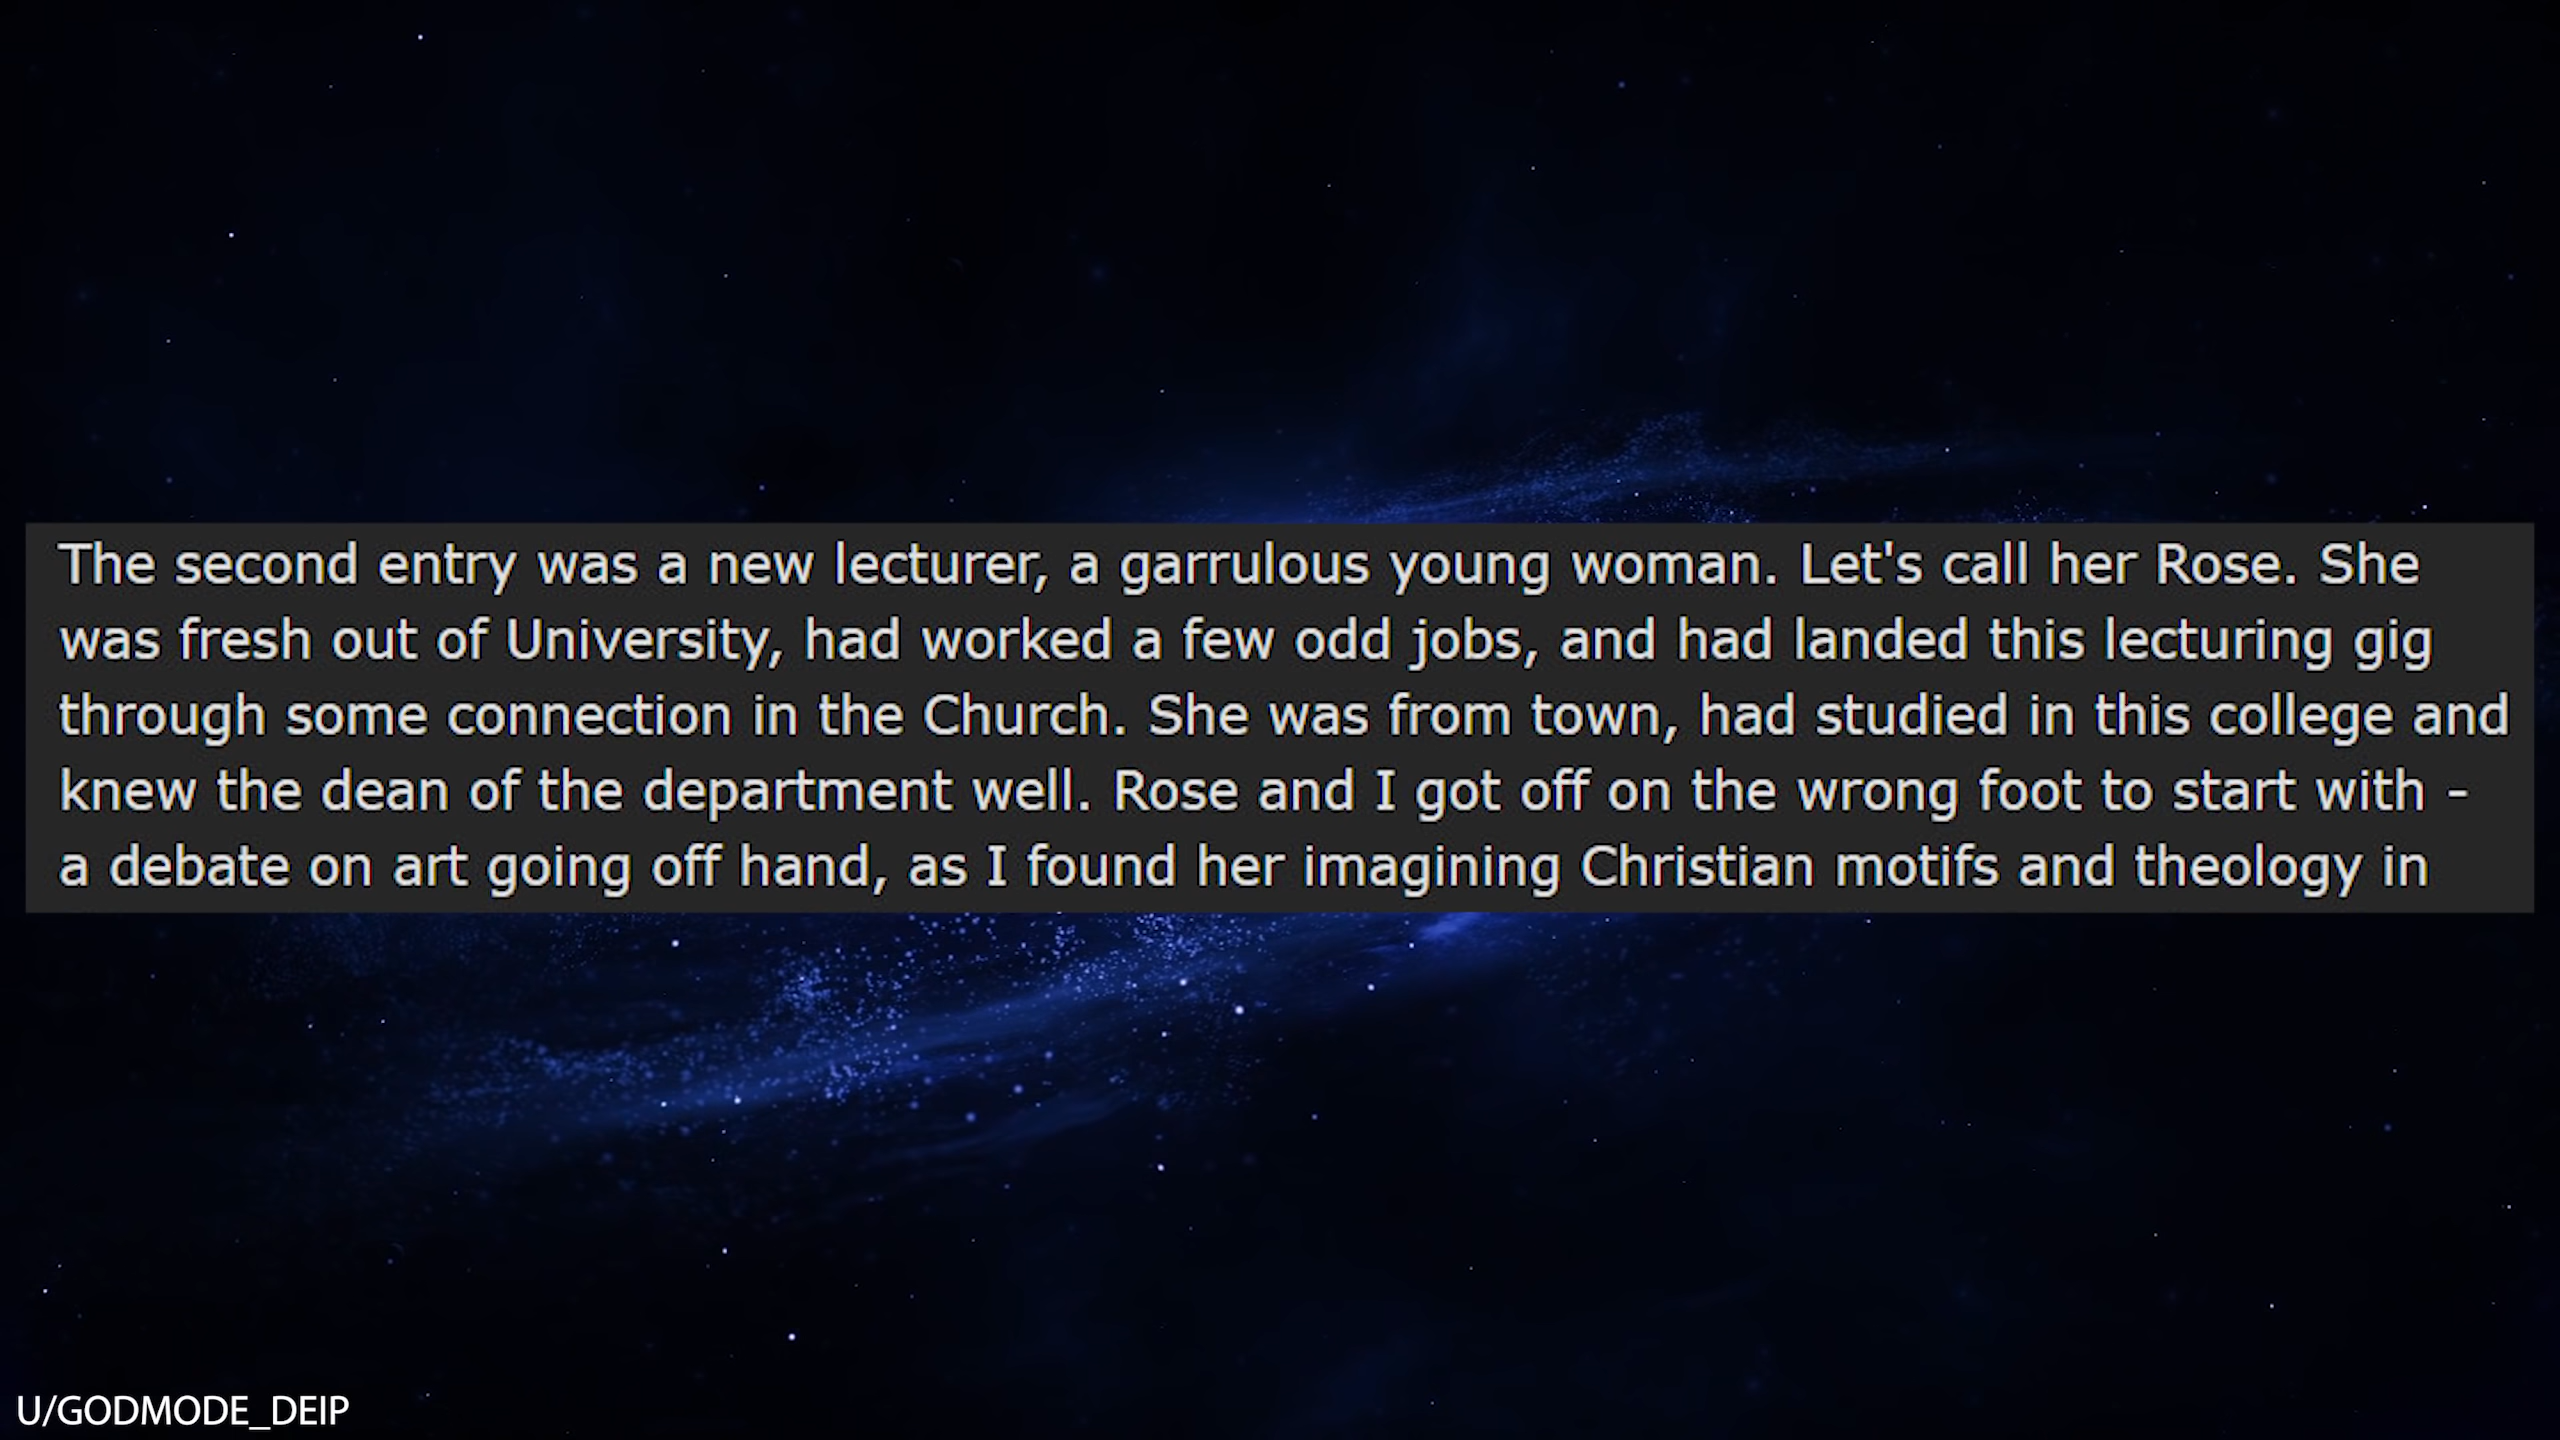 The second entry was a new lecturer, a garrulous young woman. Let's call her Rose. She
was fresh out of University, had worked a few odd jobs, and had landed this lecturing gig
through some connection in the Church. She was from town, had studied in this college and
knew the dean of the department well. Rose and I got off on the wrong foot to start with -
a debate on art going off hand, as I found her imagining Christian motifs and theology in
U/GODMODE_DEIP